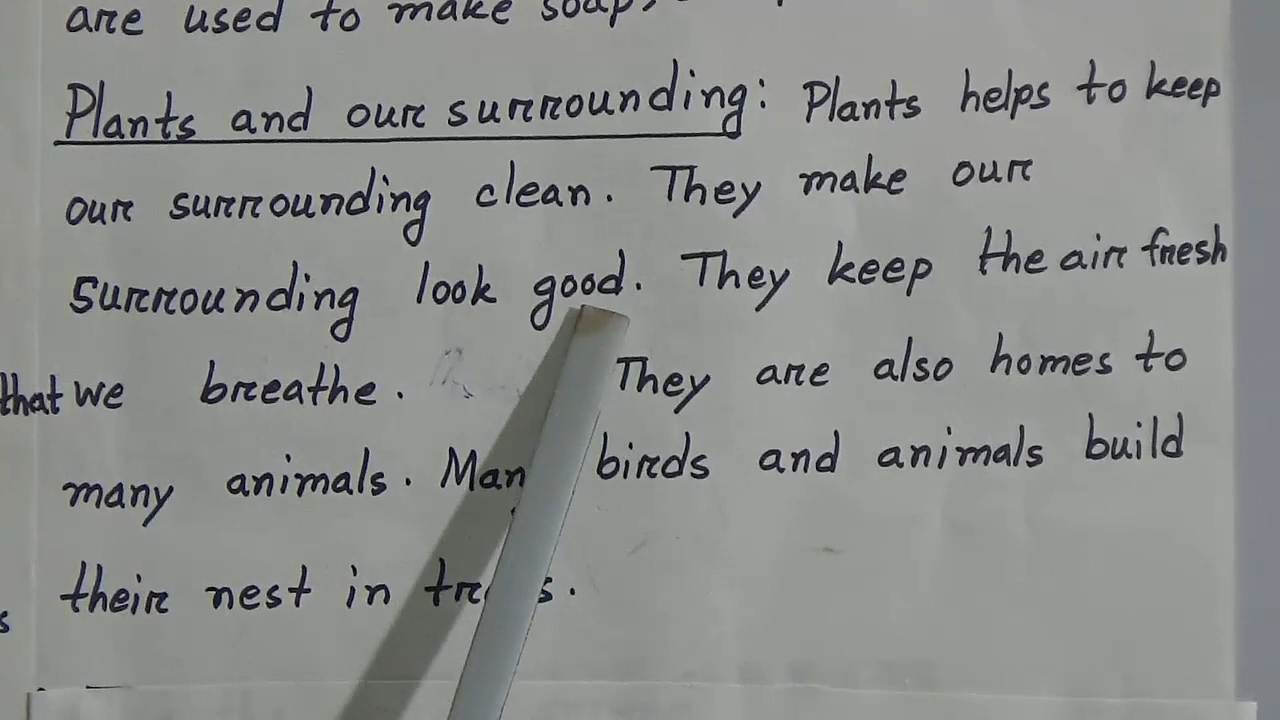 are used to make soap,
Plants and our surrounding: Plants helps to keep
our surrounding clean. They make our
surrounding look good. They keep the air fresh
that we breathe. They are also homes to
many animals. Many birds and animals build
their nest in trees.